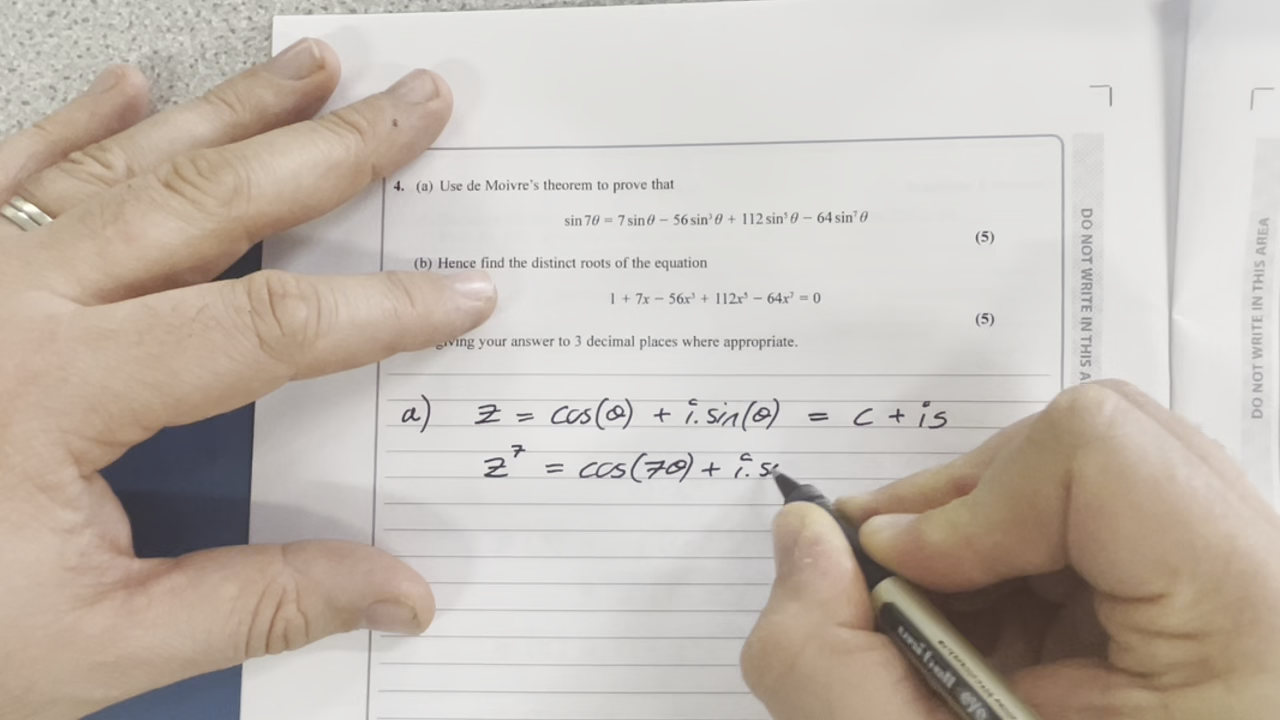 4. (a) Use de Moivre's theorem to prove that
sin 7θ = 7 sin θ − 56 sin³ θ + 112 sin⁵ θ − 64 sin⁷ θ
(5)
(b) Hence find the distinct roots of the equation
1 + 7x − 56x³ + 112x⁵ − 64x⁷ = 0
(5)
giving your answer to 3 decimal places where appropriate.
a) z = cos(θ) + i.sin(θ) = c + is
z⁷ = cos(7θ) + i.s
DO NOT WRITE IN THIS A
DO NOT WRITE IN THIS AREA
uni-ball eye